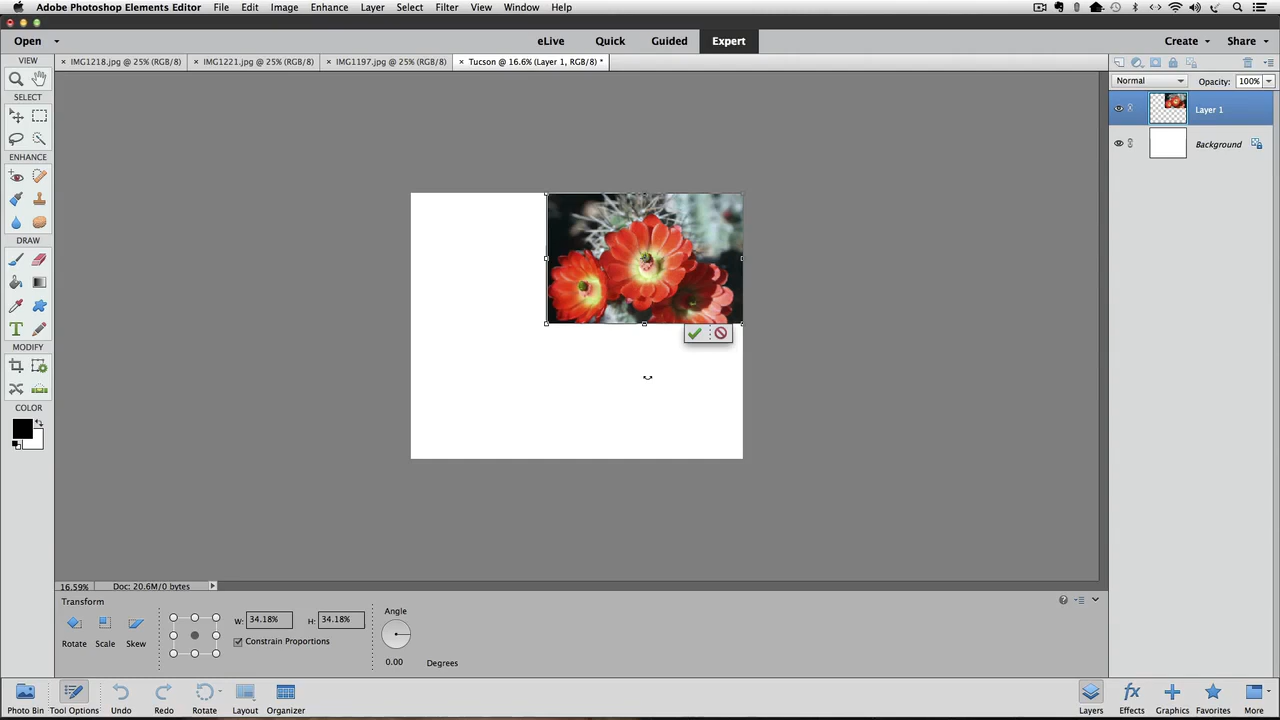 Adobe Photoshop Elements Editor File Edit Image Enhance Layer Select Filter View Window Help
Open eLive Quick Guided Expert Create Share
VIEW × IMG1218.jpg @ 25% (RGB/8) × IMG1221.jpg @ 25% (RGB/8) × IMG1197.jpg @ 25% (RGB/8) × Tucson @ 16.6% (Layer 1, RGB/8) *
Normal Opacity: 100%
SELECT
Layer 1
Background
ENHANCE
DRAW
T
MODIFY
COLOR
16.59% Doc: 20.6M/0 bytes
Transform
Rotate Scale Skew
W: 34.18% H: 34.18%
Constrain Proportions
Angle
0.00 Degrees
Photo Bin Tool Options Undo Redo Rotate Layout Organizer Layers Effects Graphics Favorites More